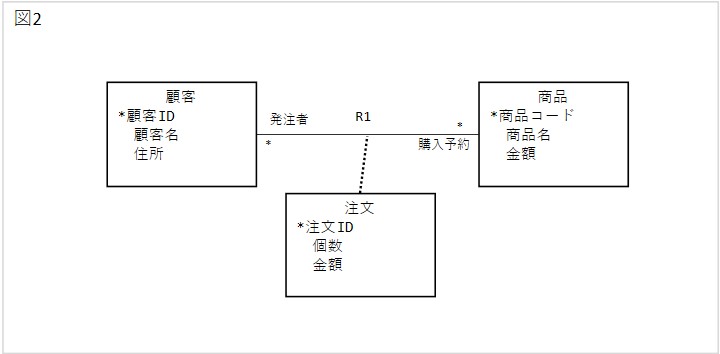 図2
顧客
*顧客ID
顧客名
住所
発注者
*
R1
*
購入予約
商品
*商品コード
商品名
金額
注文
*注文ID
個数
金額